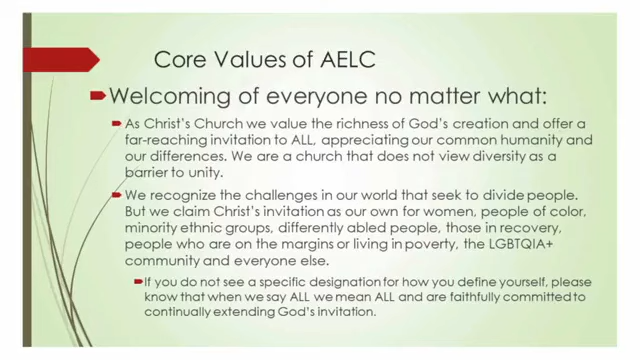 Core Values of AELC
Welcoming of everyone no matter what:
As Christ's Church we value the richness of God's creation and offer a
far-reaching invitation to ALL, appreciating our common humanity and
our differences. We are a church that does not view diversity as a
barrier to unity.
We recognize the challenges in our world that seek to divide people.
But we claim Christ's invitation as our own for women, people of color,
minority ethnic groups, differently abled people, those in recovery,
people who are on the margins or living in poverty, the LGBTQIA+
community and everyone else.
If you do not see a specific designation for how you define yourself, please
know that when we say ALL we mean ALL and are faithfully committed to
continually extending God's invitation.